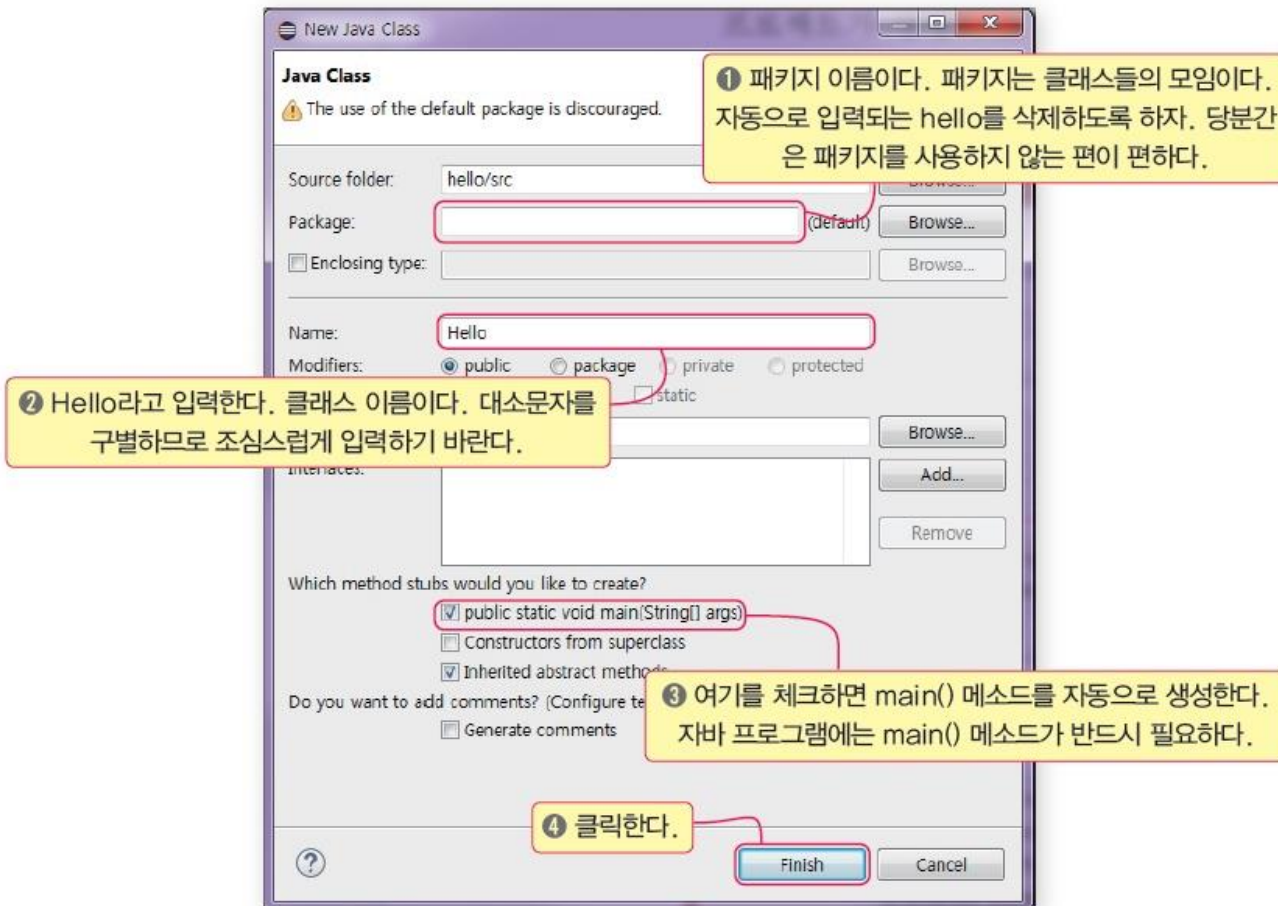 New Java Class
Java Class
The use of the default package is discouraged.
❶ 패키지 이름이다. 패키지는 클래스들의 모임이다.
자동으로 입력되는 hello를 삭제하도록 하자. 당분간
은 패키지를 사용하지 않는 편이 편하다.
Source folder: hello/src Browse...
Package: (default) Browse...
Enclosing type: Browse...
Name: Hello
Modifiers: public package private protected
static
❷ Hello라고 입력한다. 클래스 이름이다. 대소문자를
구별하므로 조심스럽게 입력하기 바란다.
Browse...
Interfaces: Add...
Remove
Which method stubs would you like to create?
public static void main(String[] args)
Constructors from superclass
Inherited abstract methods
Do you want to add comments? (Configure te
Generate comments
❸ 여기를 체크하면 main() 메소드를 자동으로 생성한다.
자바 프로그램에는 main() 메소드가 반드시 필요하다.
❹ 클릭한다.
? Finish Cancel